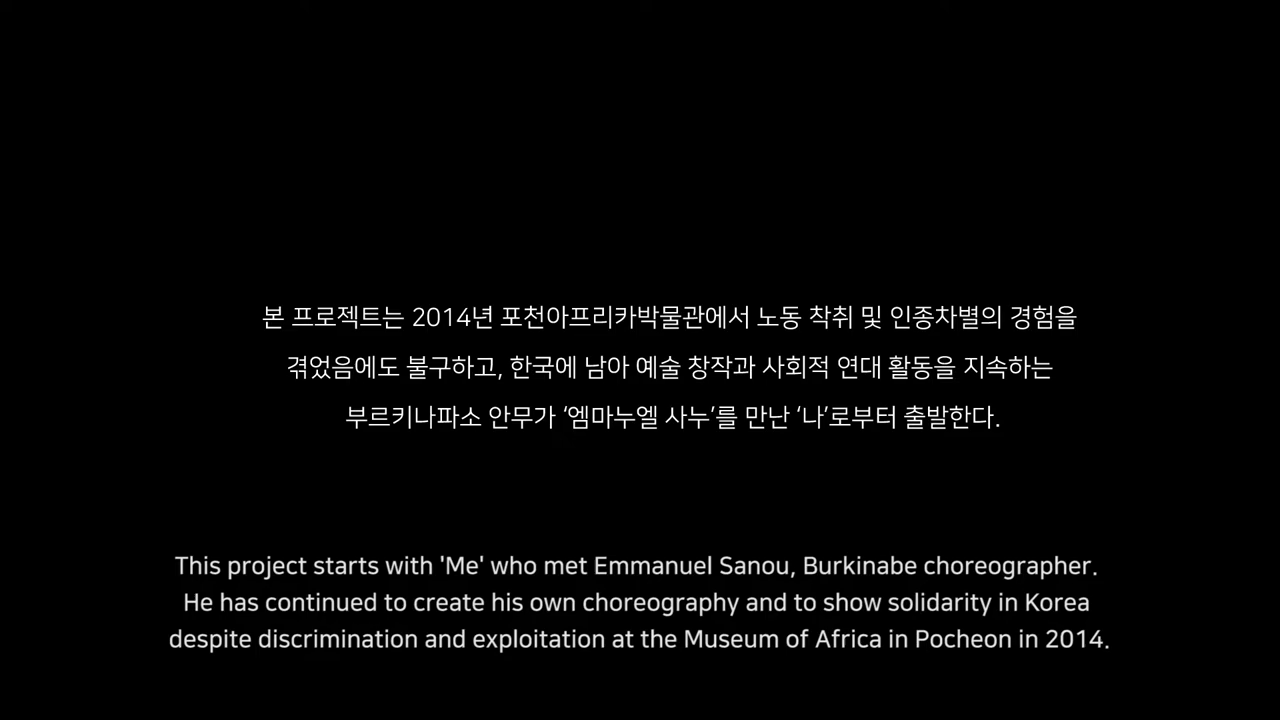 본 프로젝트는 2014년 포천아프리카박물관에서 노동 착취 및 인종차별의 경험을
겪었음에도 불구하고, 한국에 남아 예술 창작과 사회적 연대 활동을 지속하는
부르키나파소 안무가 ‘엠마누엘 사누’를 만난 ‘나’로부터 출발한다.
This project starts with 'Me' who met Emmanuel Sanou, Burkinabe choreographer.
He has continued to create his own choreography and to show solidarity in Korea
despite discrimination and exploitation at the Museum of Africa in Pocheon in 2014.